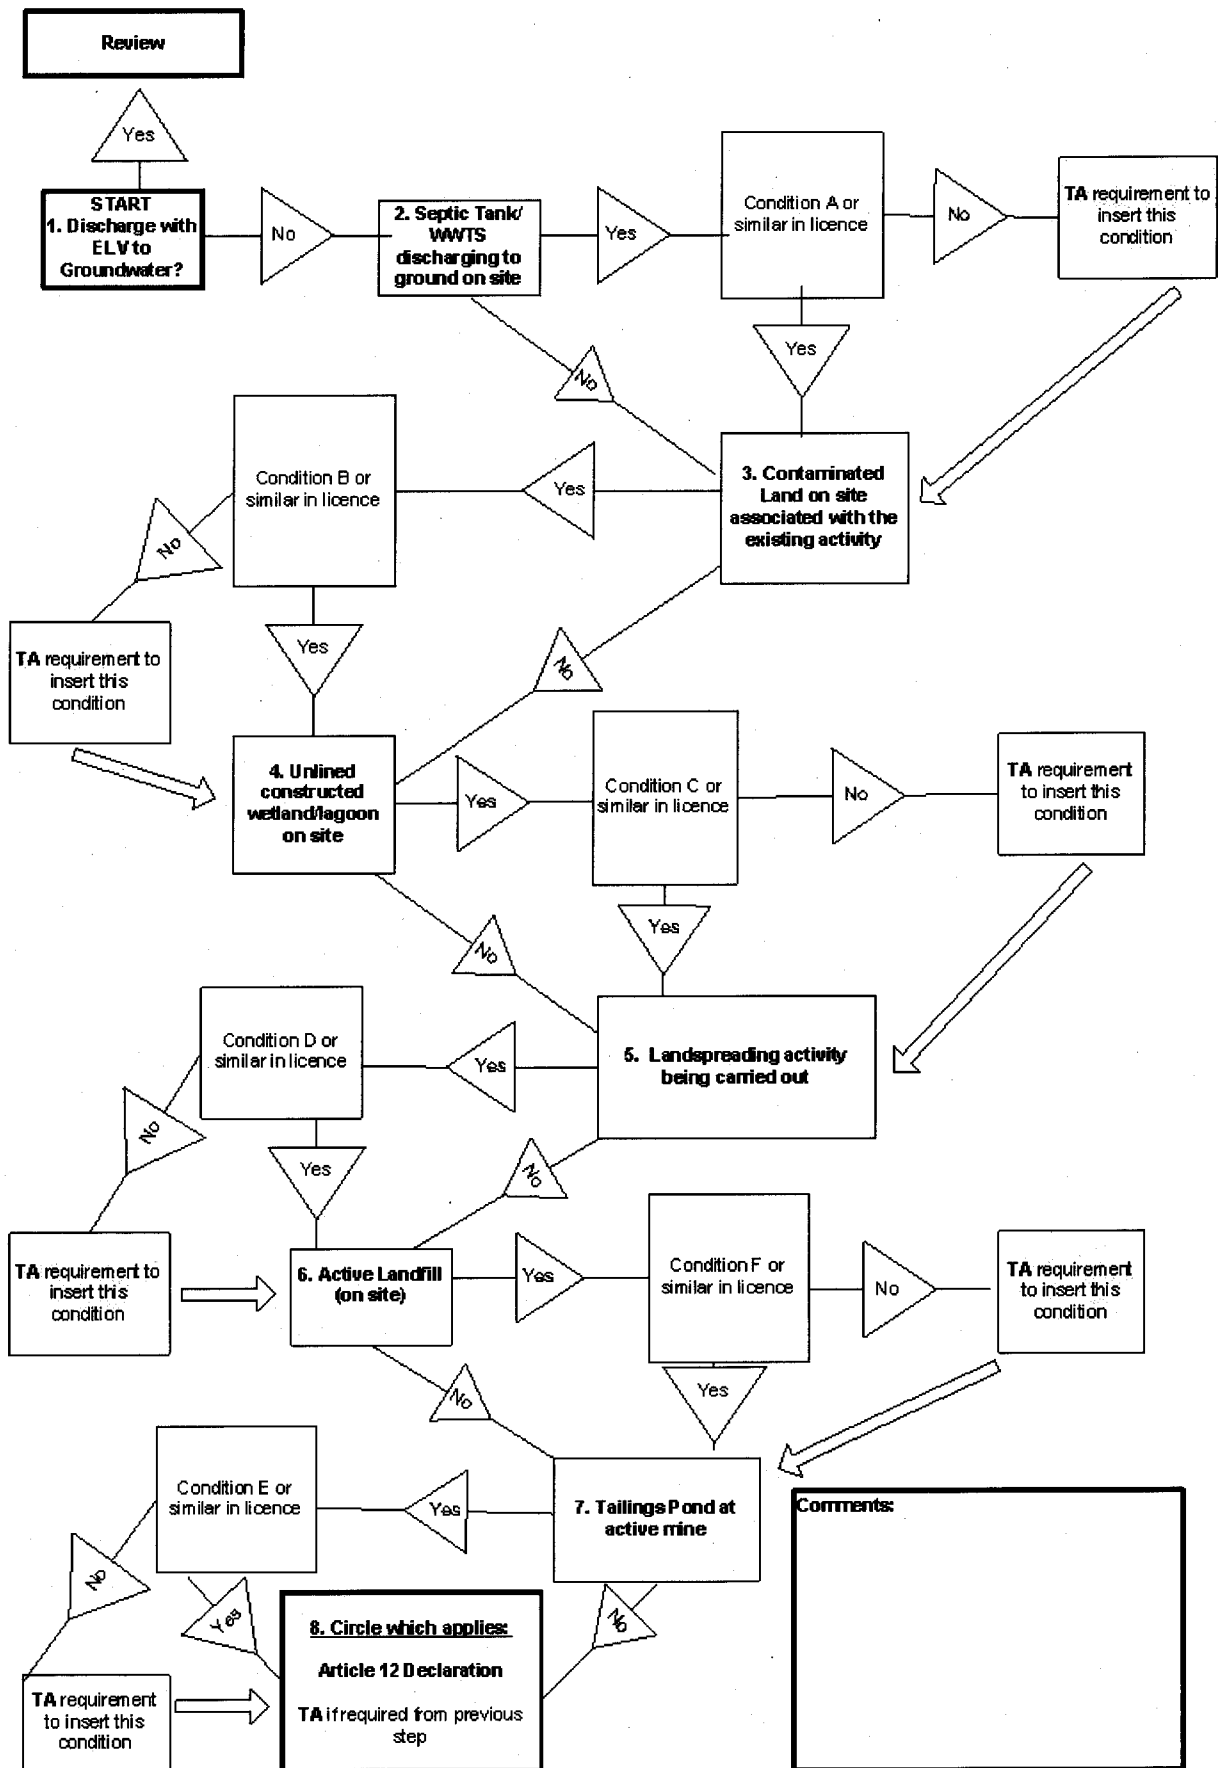 Review
Yes
START
1. Discharge with
ELV to
Groundwater?
No
2. Septic Tank/
WWTS
discharging to
ground on site
Yes
Condition A or
similar in licence
No
TA requirement to
insert this
condition
Yes
No
3. Contaminated
Land on site
associated with the
existing activity
Yes
Condition B or
similar in licence
No
TA requirement to
insert this
condition
Yes
No
4. Unlined
constructed
wetland/lagoon
on site
Yes
Condition C or
similar in licence
No
TA requirement
to insert this
condition
Yes
No
5. Landspreading activity
being carried out
Yes
Condition D or
similar in licence
No
TA requirement to
insert this
condition
Yes
No
6. Active Landfill
(on site)
Yes
Condition F or
similar in licence
No
TA requirement
to insert this
condition
Yes
No
7. Tailings Pond at
active mine
Yes
Condition E or
similar in licence
No
TA requirement
to insert this
condition
Yes
No
8. Circle which applies:
Article 12 Declaration
TA if required from previous
step
Comments: